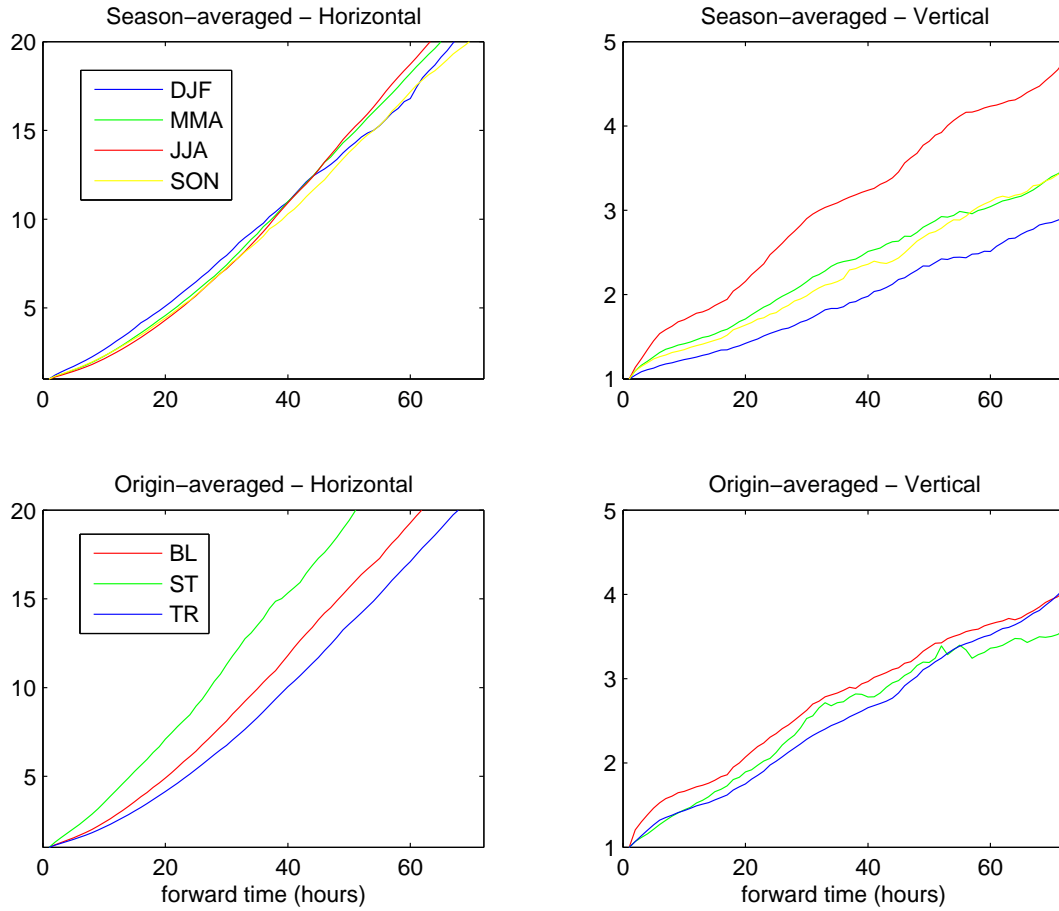 Season−averaged − Horizontal
20
15
10
5
0
20
40
60
DJF
MMA
JJA
SON
Season−averaged − Vertical
5
4
3
2
1
0
20
40
60
Origin−averaged − Horizontal
20
15
10
5
0
20
40
60
BL
ST
TR
forward time (hours)
Origin−averaged − Vertical
5
4
3
2
1
0
20
40
60
forward time (hours)